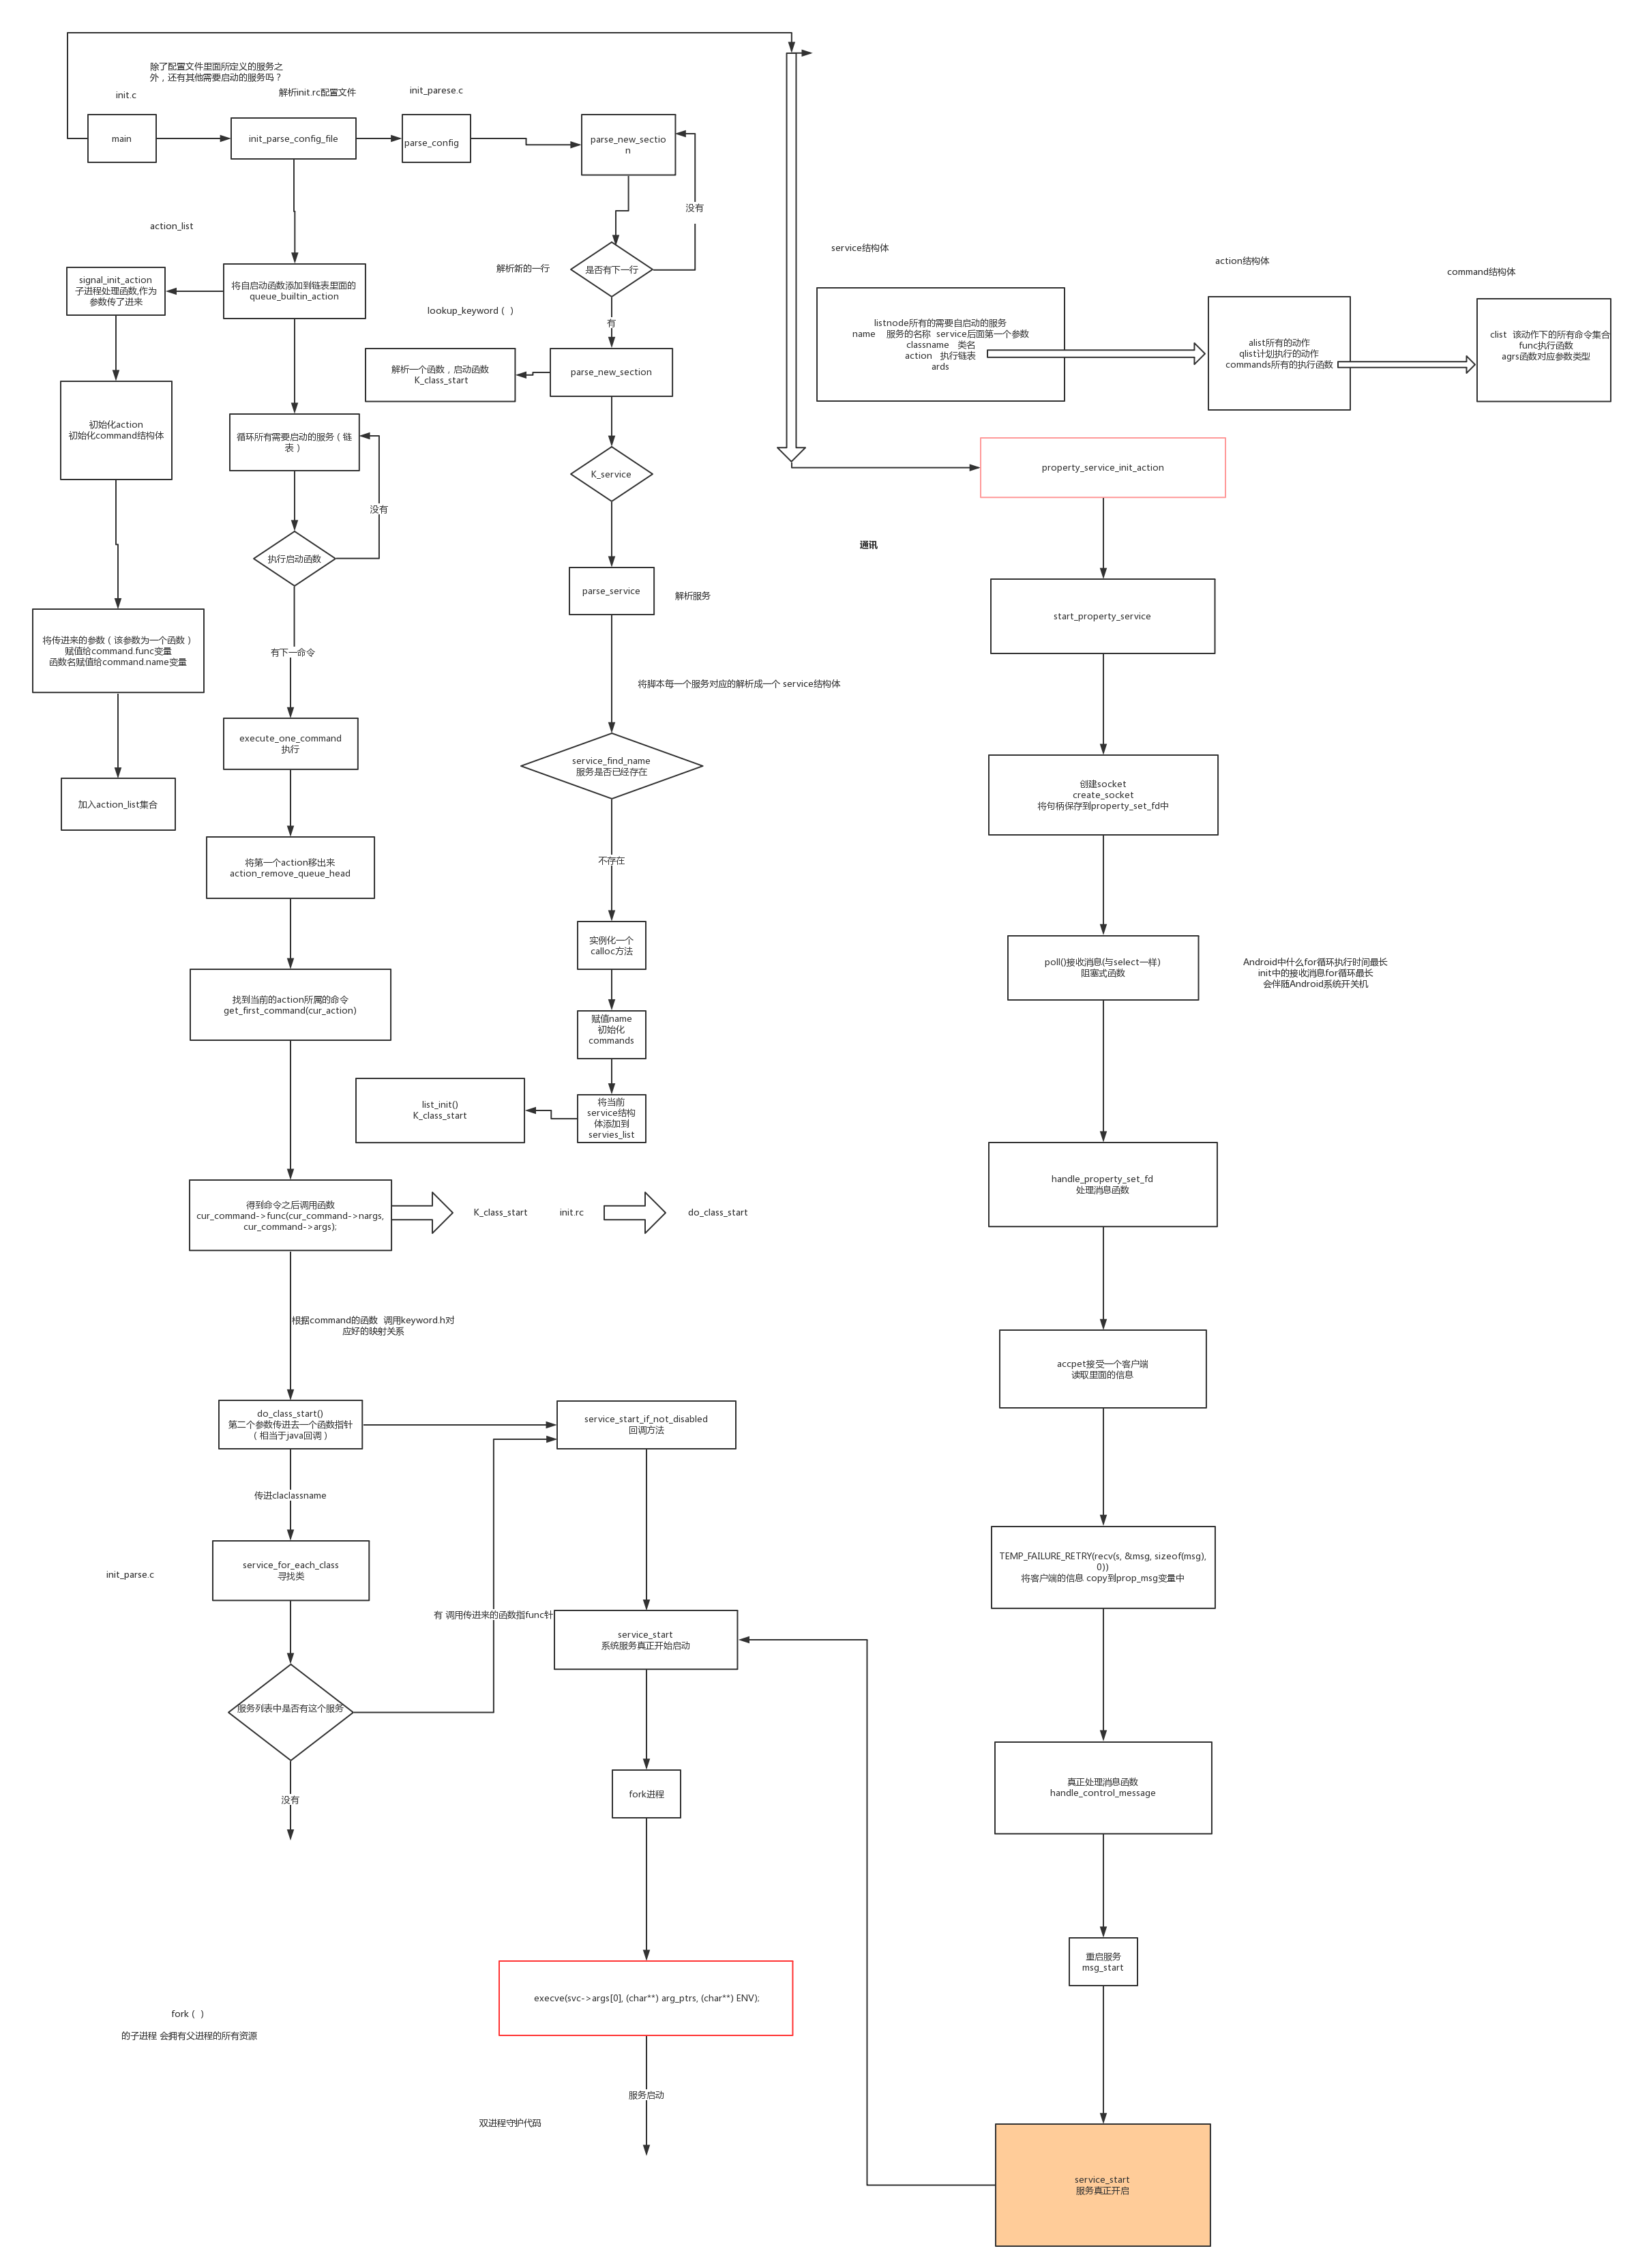 除了配置文件里面所定义的服务之
外，还有其他需要启动的服务吗？
init.c
解析init.rc配置文件
init_parese.c
main
init_parse_config_file
parse_config
parse_new_sectio
n
没有
action_list
service结构体
action结构体
command结构体
解析新的一行
是否有下一行
signal_init_action
子进程处理函数,作为
参数传了进来
将自启动函数添加到链表里面的
queue_builtin_action
lookup_keyword（ ）
有
listnode所有的需要自启动的服务
name 服务的名称 service后面第一个参数
classname 类名
action 执行链表
ards
alist所有的动作
qlist计划执行的动作
commands所有的执行函数
clist 该动作下的所有命令集合
func执行函数
agrs函数对应参数类型
解析一个函数，启动函数
K_class_start
parse_new_section
初始化action
初始化command结构体
循环所有需要启动的服务（链
表）
K_service
property_service_init_action
没有
通讯
执行启动函数
parse_service
解析服务
start_property_service
将传进来的参数（该参数为一个函数）
赋值给command.func变量
函数名赋值给command.name变量
有下一命令
将脚本每一个服务对应的解析成一个 service结构体
execute_one_command
执行
service_find_name
服务是否已经存在
创建socket
create_socket
将句柄保存到property_set_fd中
加入action_list集合
将第一个action移出来
action_remove_queue_head
不存在
实例化一个
calloc方法
poll()接收消息(与select一样)
阻塞式函数
Android中什么for循环执行时间最长
init中的接收消息for循环最长
会伴随Android系统开关机
找到当前的action所属的命令
get_first_command(cur_action)
赋值name
初始化
commands
list_init()
K_class_start
将当前
service结构
体添加到
servies_list
handle_property_set_fd
处理消息函数
得到命令之后调用函数
cur_command->func(cur_command->nargs,
cur_command->args);
K_class_start
init.rc
do_class_start
根据command的函数 调用keyword.h对
应好的映射关系
accpet接受一个客户端
读取里面的信息
do_class_start()
第二个参数传进去一个函数指针
（相当于java回调）
service_start_if_not_disabled
回调方法
传进claclassname
service_for_each_class
寻找类
init_parse.c
TEMP_FAILURE_RETRY(recv(s, &msg, sizeof(msg),
0))
将客户端的信息 copy到prop_msg变量中
有 调用传进来的函数指func针
service_start
系统服务真正开始启动
服务列表中是否有这个服务
没有
fork进程
真正处理消息函数
handle_control_message
重启服务
msg_start
execve(svc->args[0], (char**) arg_ptrs, (char**) ENV);
fork（ ）
的子进程 会拥有父进程的所有资源
服务启动
双进程守护代码
service_start
服务真正开启